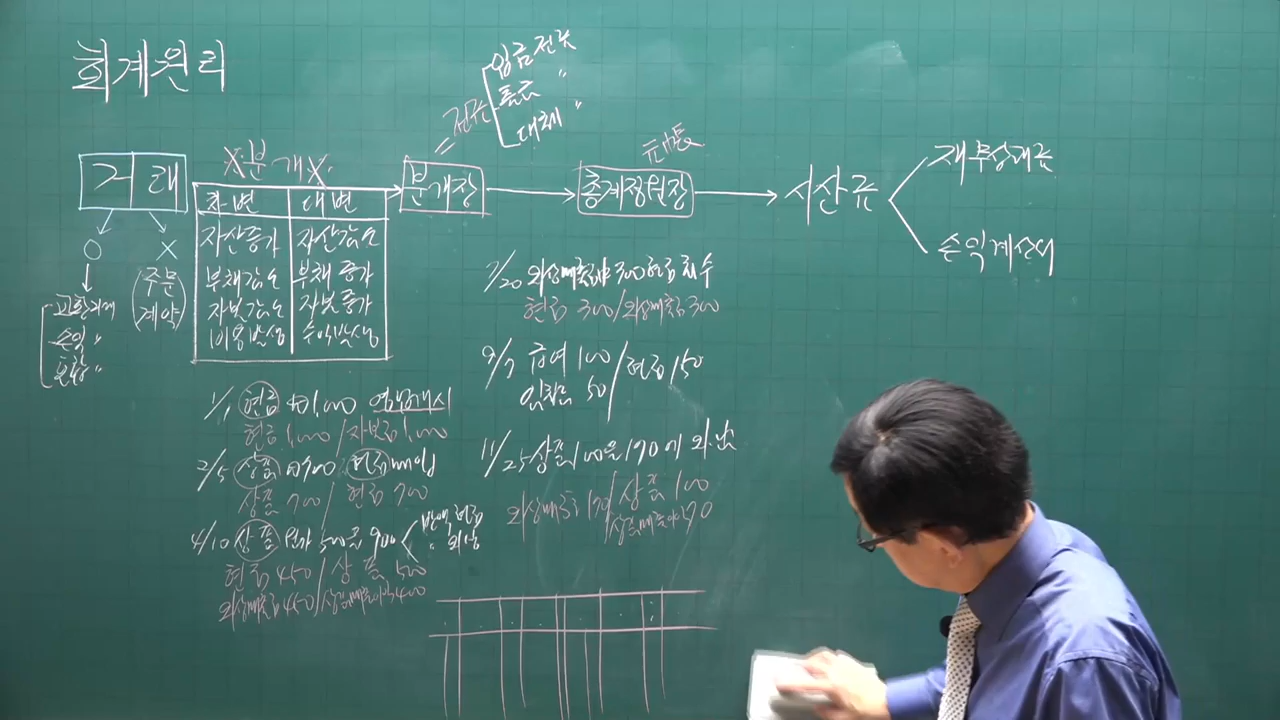 회계원리
거래
O X
교환거래
손익 〃
혼합 〃
(주문
계약)
X분개X
차변 대변
자산증가 자산감소
부채감소 부채증가
자본감소 자본증가
비용발생 수익발생
분개장
= 전표
입금전표
출금 〃
대체 〃
총계정원장
元帳
시산표
재무상태표
손익계산서
1/1 현금 1,000 영업개시
현금 1,000 / 자본금 1,000
2/5 상품 700 현금매입
상품 700 / 현금 700
4/10 상품 원가 500을 900
반액 현금
〃 외상
현금 450 / 상품 500
외상매출금 450 / 상품매출이익 400
7/20 외상매출금 300 현금회수
현금 300 / 외상매출금 300
9/7 급여 100 / 현금 150
임차료 50
11/25 상품 100을 170에 외상
외상매출금 170 / 상품 100
상품매출이익 70